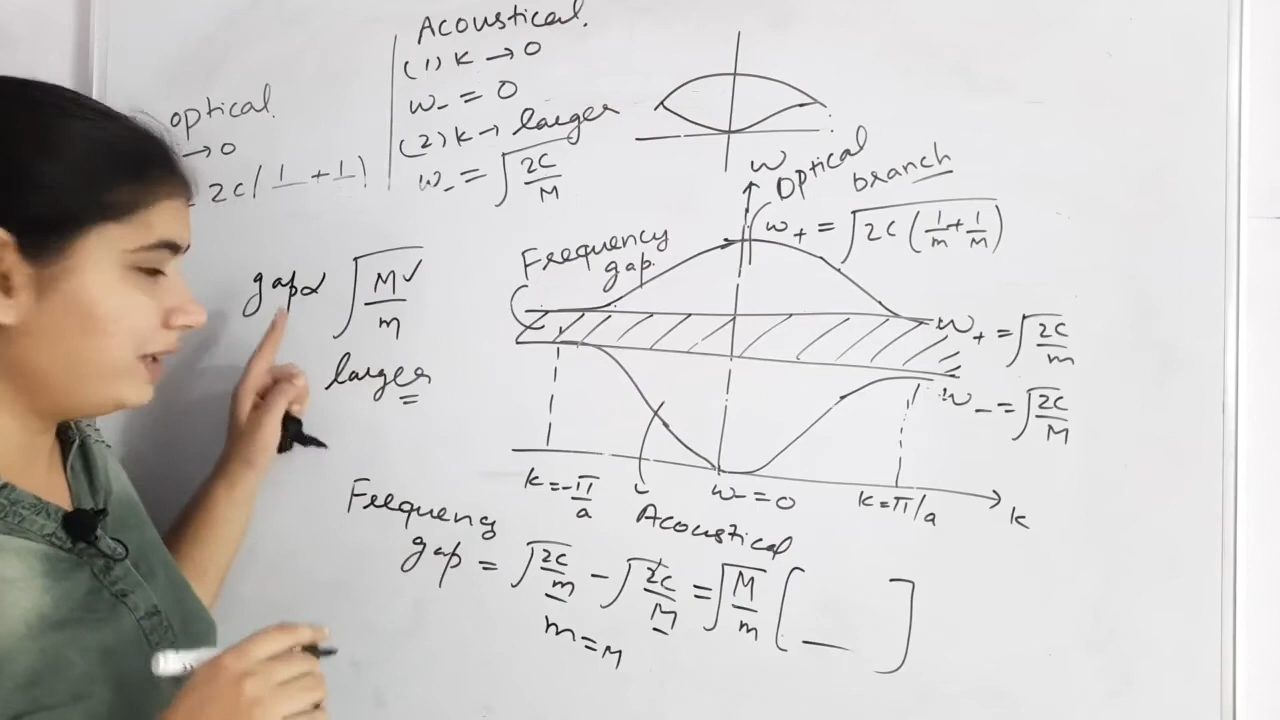 optical
→0
2C(1 + 1)
Acoustical.
(1) k → 0
ω₋ = 0
(2) k → larger
ω₋ = √(2C/M)
gap ∝ √(M✓/m)
larger
ω
Optical
branch
ω₊ = √(2C(1/m + 1/M))
Frequency
gap.
ω₊ = √(2C/m)
ω₋ = √(2C/M)
k = -π/a
ω₋ = 0
k = π/a
k
Acoustical
Frequency
gap = √(2C/m) - √(2C/M) = √(M/m) [ __ ]
m = M